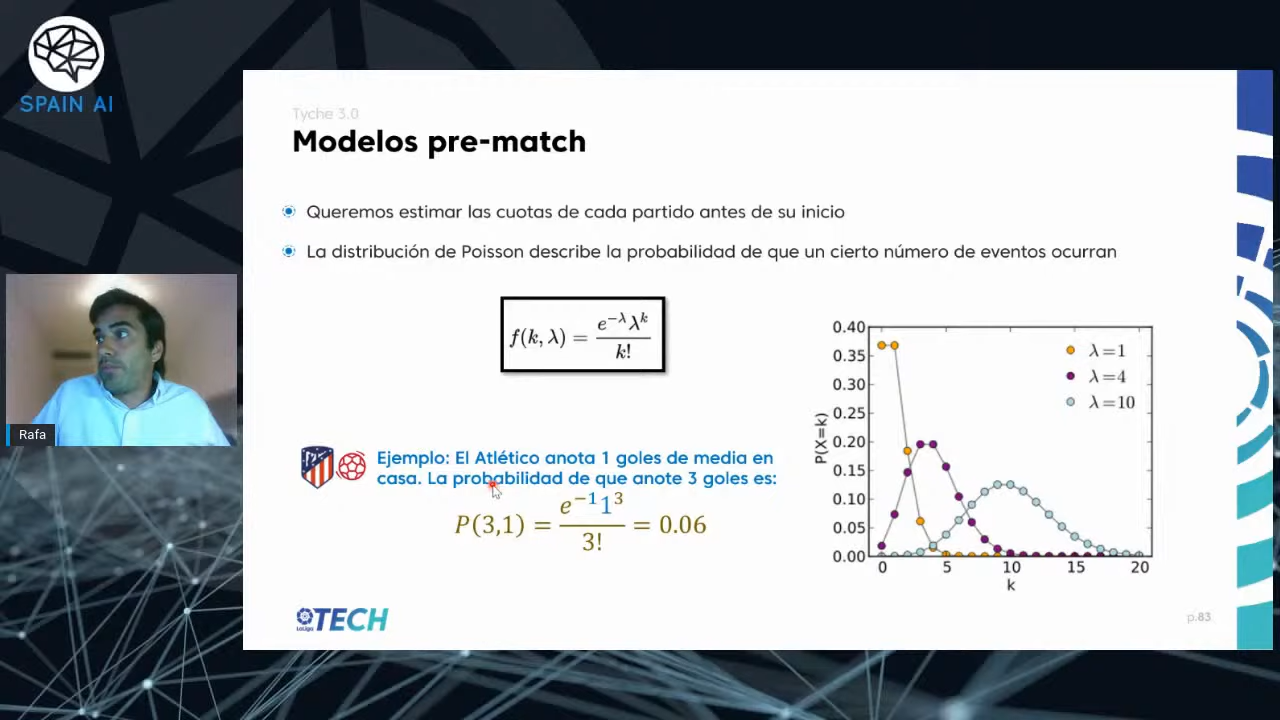 SPAIN AI
Tyche 3.0
Modelos pre-match
Queremos estimar las cuotas de cada partido antes de su inicio
La distribución de Poisson describe la probabilidad de que un cierto número de eventos ocurran
f(k, λ) = e^{-λ} λ^k / k!
Ejemplo: El Atlético anota 1 goles de media en
casa. La probabilidad de que anote 3 goles es:
P(3,1) = e^{-1} 1^3 / 3! = 0.06
0.40
0.35
0.30
0.25
0.20
0.15
0.10
0.05
0.00
P(X=k)
λ=1
λ=4
λ=10
0 5 10 15 20
k
Rafa
LaLiga TECH
p.83